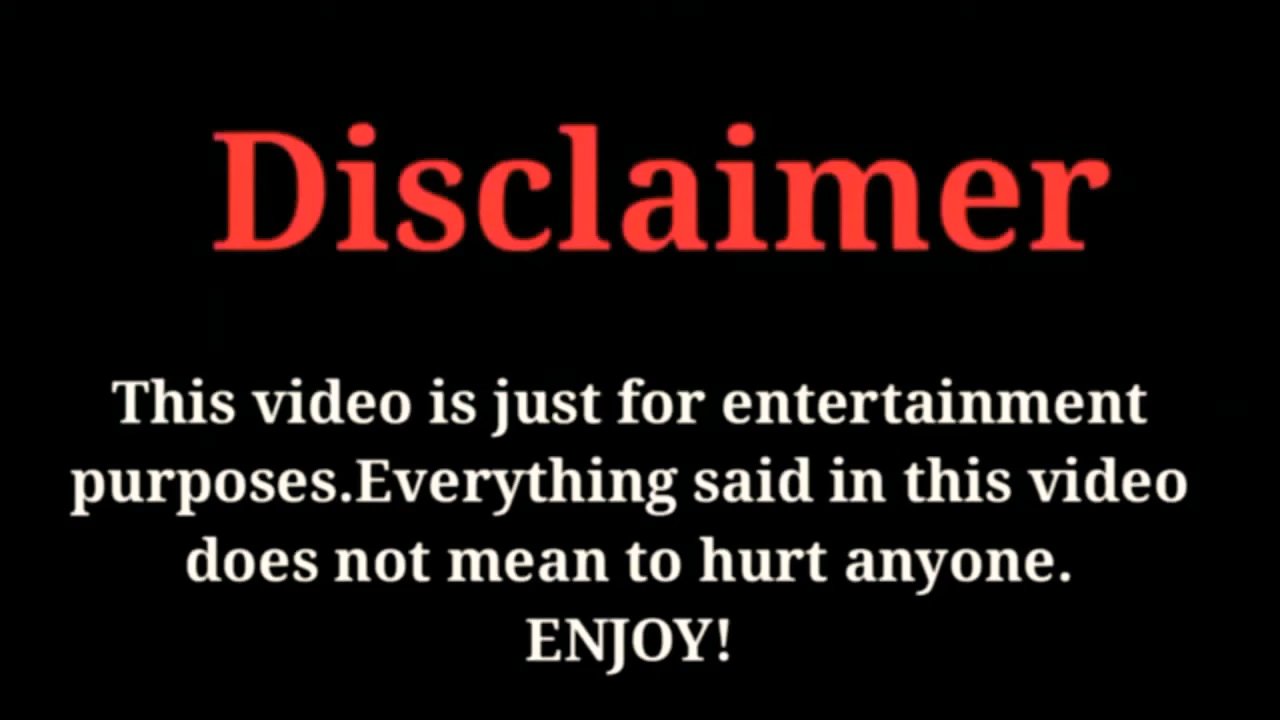 Disclaimer
This video is just for entertainment
purposes.Everything said in this video
does not mean to hurt anyone.
ENJOY!